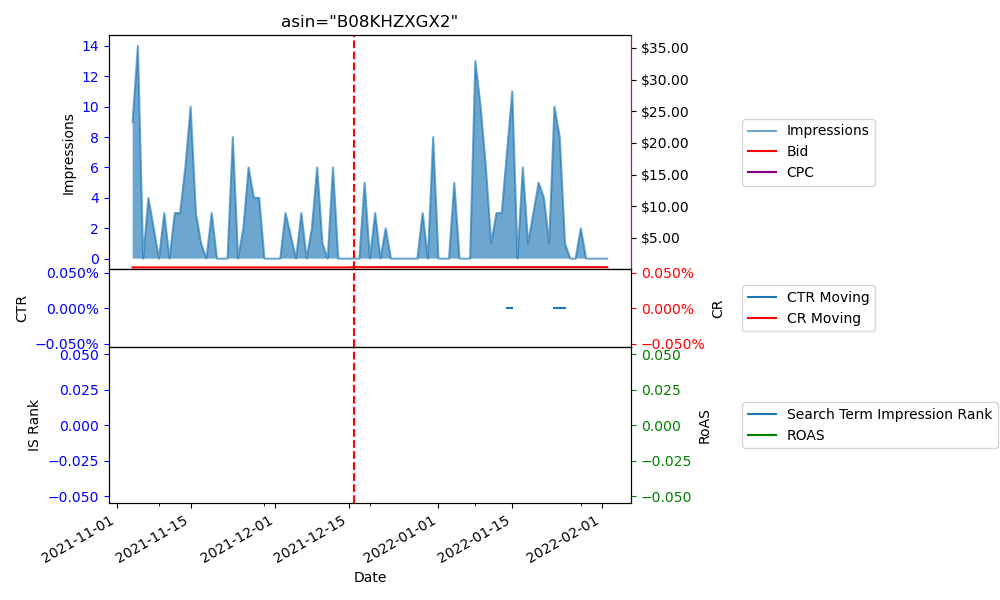 asin="B08KHZXGX2"
14
12
10
8
6
4
2
0
Impressions
$35.00
$30.00
$25.00
$20.00
$15.00
$10.00
$5.00
Impressions
Bid
CPC
0.050%
0.000%
−0.050%
CTR
0.050%
0.000%
−0.050%
CR
CTR Moving
CR Moving
0.050
0.025
0.000
−0.025
−0.050
IS Rank
0.050
0.025
0.000
−0.025
−0.050
RoAS
Search Term Impression Rank
ROAS
2021-11-01
2021-11-15
2021-12-01
2021-12-15
2022-01-01
2022-01-15
2022-02-01
Date